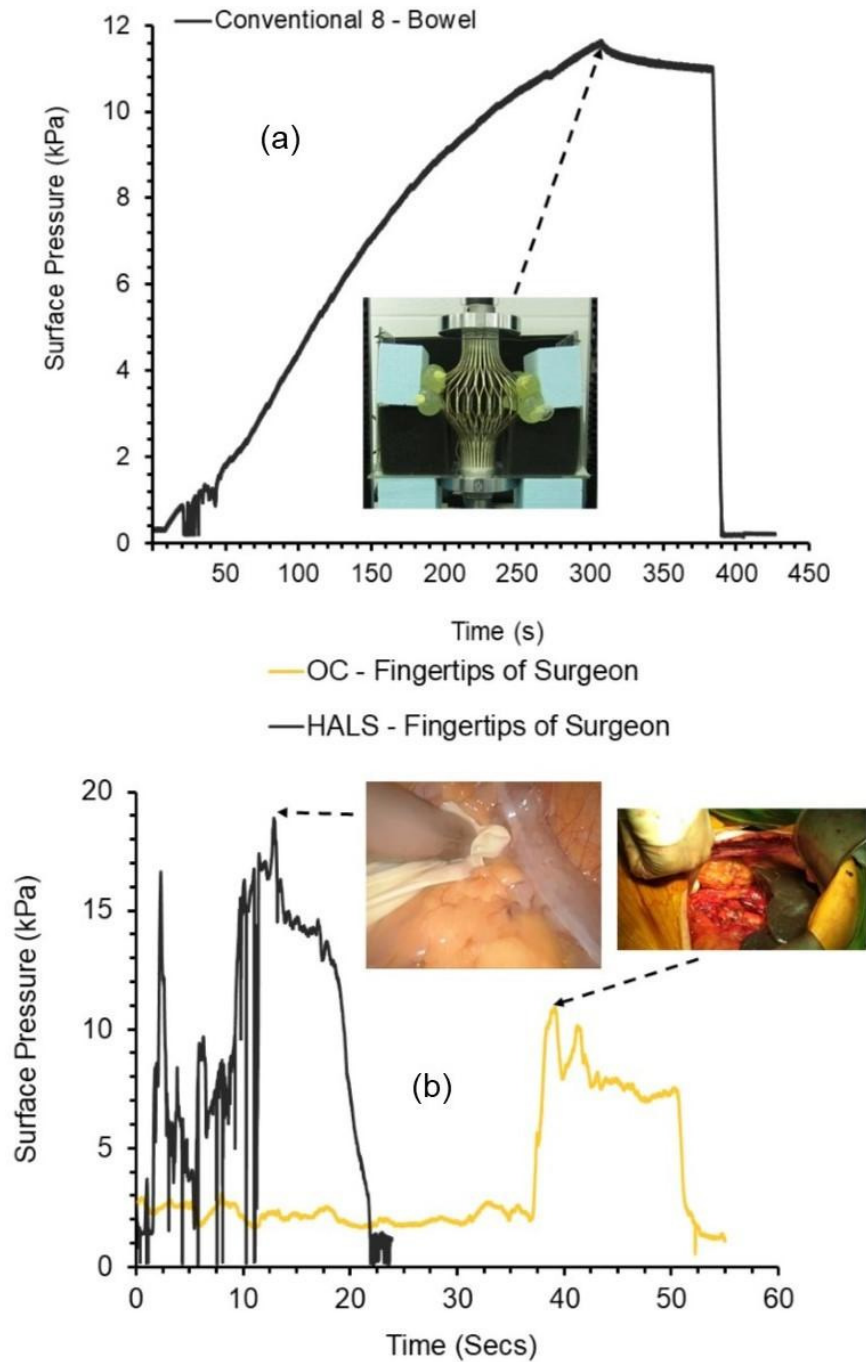 Conventional 8 - Bowel
12
10
8
6
4
2
0
Surface Pressure (kPa)
(a)
50 100 150 200 250 300 350 400 450
Time (s)
OC - Fingertips of Surgeon
HALS - Fingertips of Surgeon
20
15
10
5
0
Surface Pressure (kPa)
(b)
0 10 20 30 40 50 60
Time (Secs)